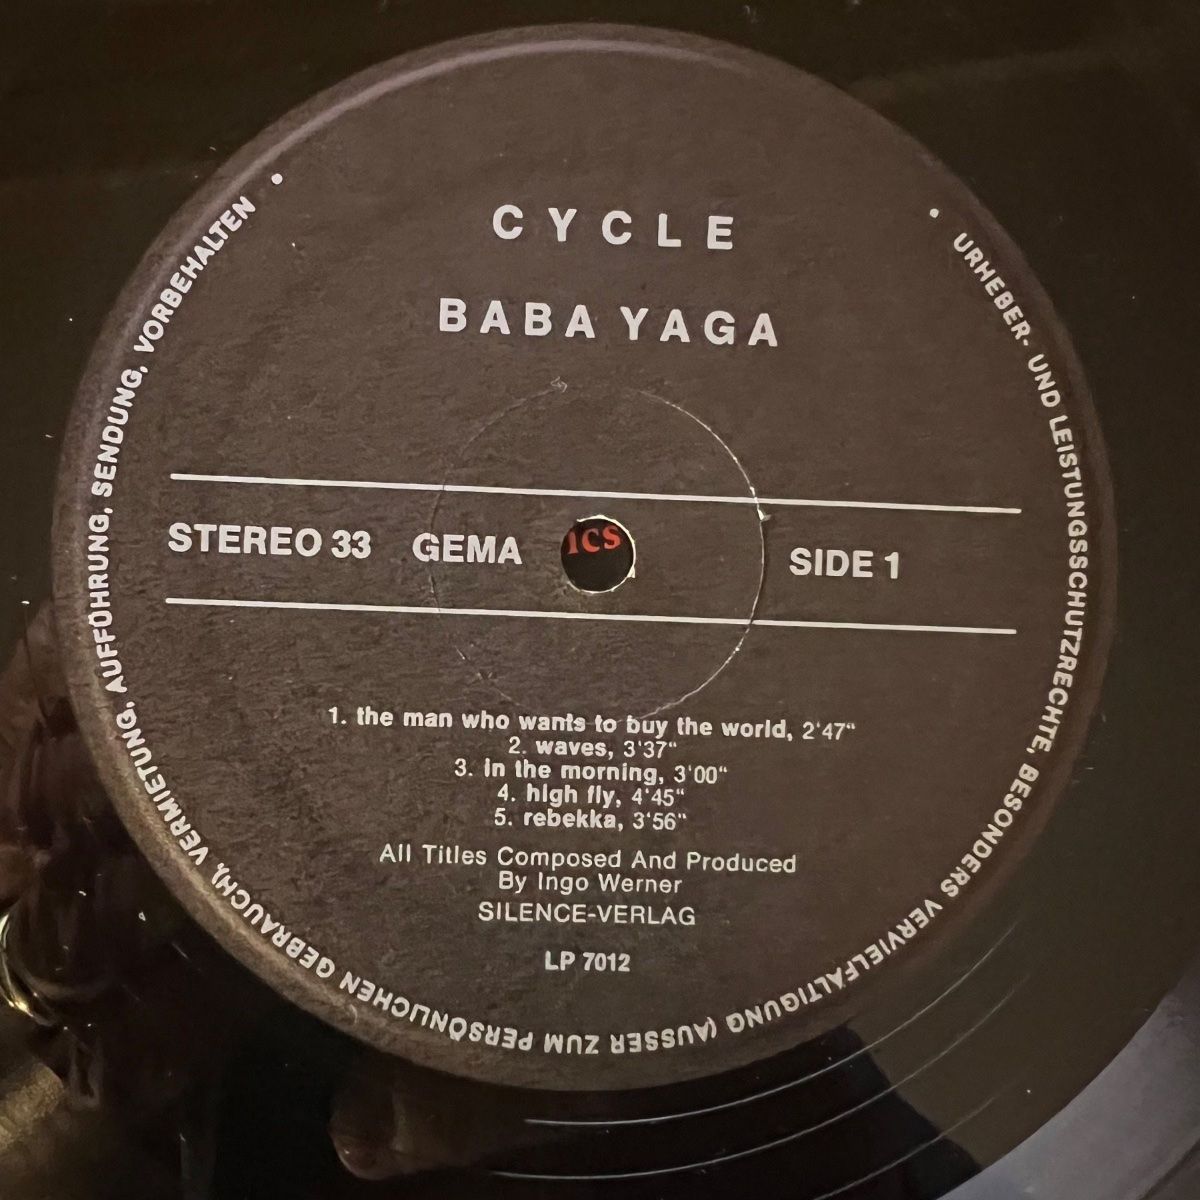 CYCLE
BABA YAGA
STEREO 33 GEMA
ICS
SIDE 1
1. the man who wants to buy the world, 2'47“
2. waves, 3'37“
3. in the morning, 3'00“
4. high fly, 4'45“
5. rebekka, 3'56“
All Titles Composed And Produced
By Ingo Werner
SILENCE-VERLAG
LP 7012
• URHEBER- UND LEISTUNGSSCHUTZRECHTE, BESONDERS VERVIELFÄLTIGUNG (AUSSER ZUM PERSÖNLICHEN GEBRAUCH), VERMIETUNG, AUFFÜHRUNG, SENDUNG, VORBEHALTEN •